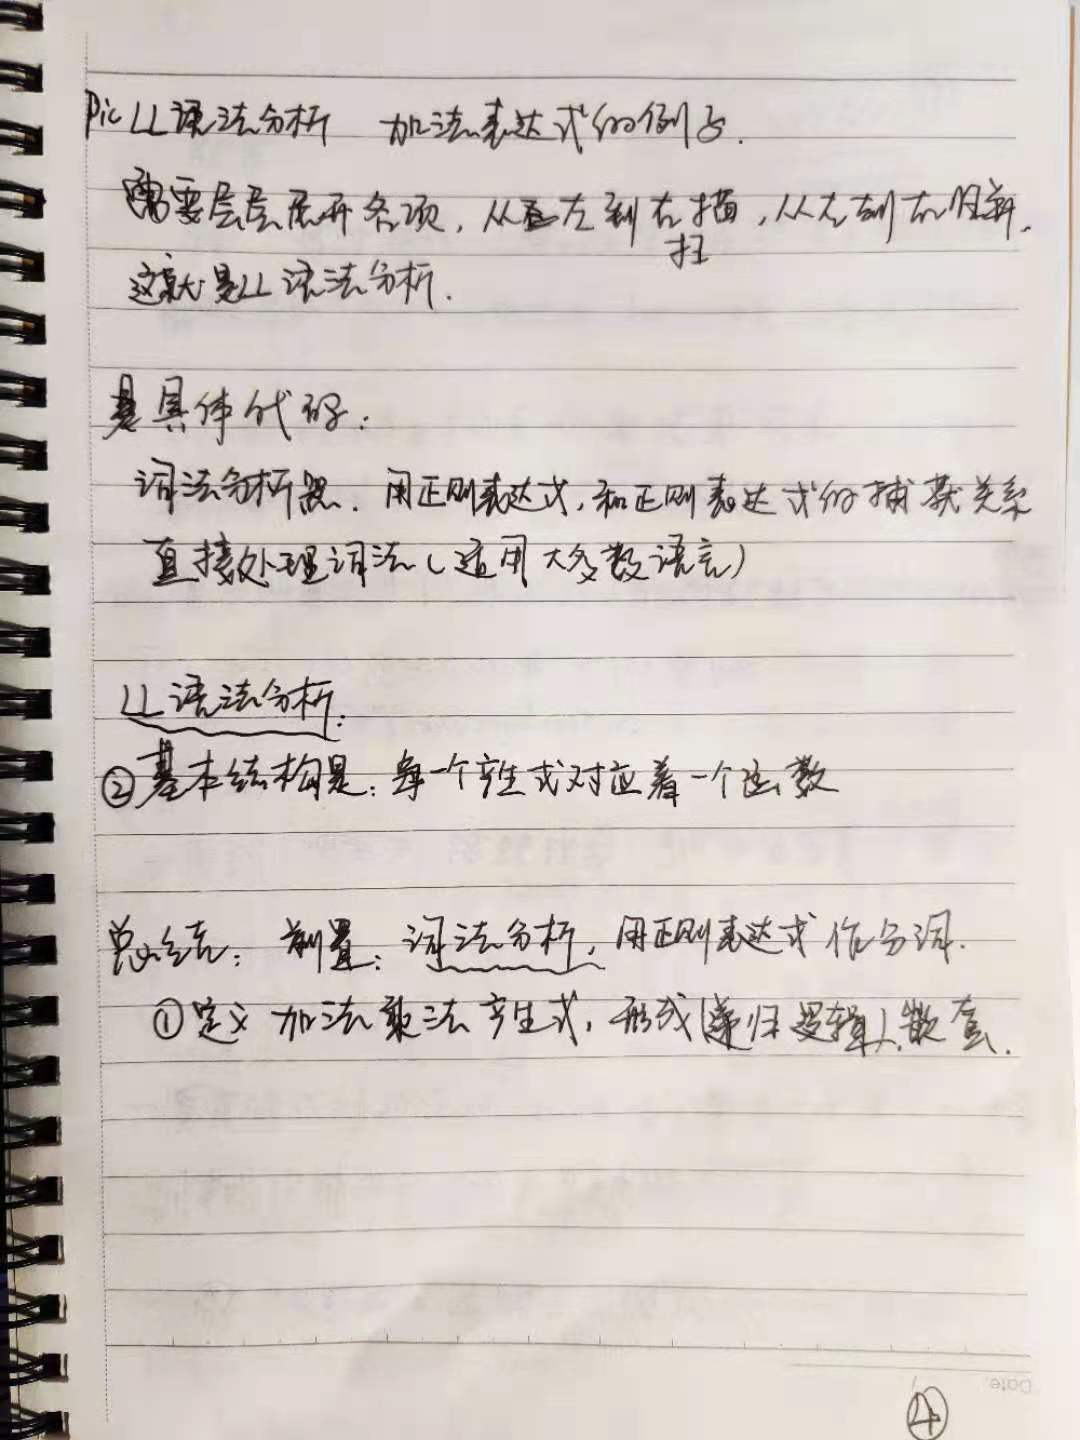 Pic LL语法分析 加法表达式的例子.
需要层层展开各项,从左到右扫描,从左到右归并,
这就是LL语法分析.
具体代码:
词法分析器. 用正则表达式,和正则表达式的捕获关系
直接处理词法(适用大多数语言)
LL语法分析:
②基本结构是:每一个产生式对应着一个函数
总结: 前置:词法分析,用正则表达式作分词.
①定义加法乘法产生式,形成(递归逻辑)嵌套.
Date:
④